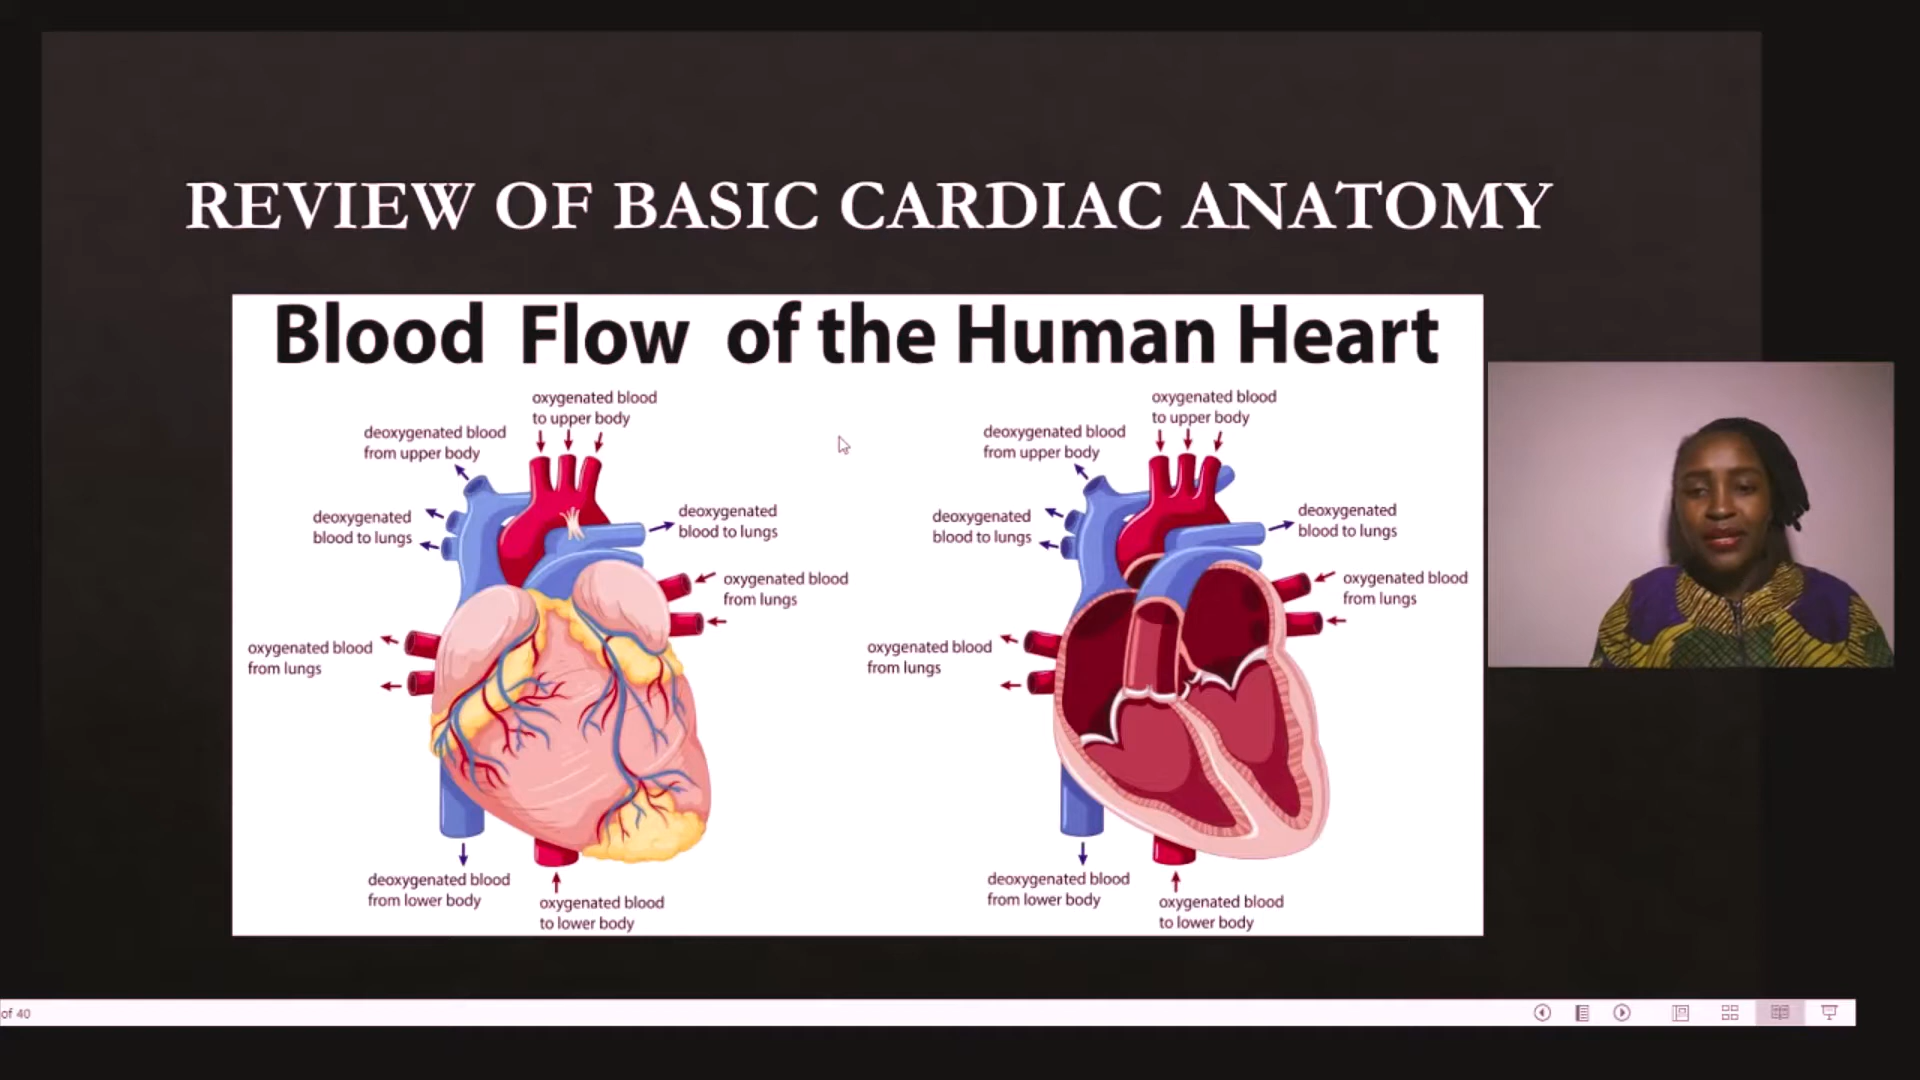 REVIEW OF BASIC CARDIAC ANATOMY
Blood Flow of the Human Heart
oxygenated blood
to upper body
deoxygenated blood
from upper body
deoxygenated
blood to lungs
deoxygenated
blood to lungs
oxygenated blood
from lungs
oxygenated blood
from lungs
deoxygenated blood
from lower body
oxygenated blood
to lower body
oxygenated blood
to upper body
deoxygenated blood
from upper body
deoxygenated
blood to lungs
deoxygenated
blood to lungs
oxygenated blood
from lungs
oxygenated blood
from lungs
deoxygenated blood
from lower body
oxygenated blood
to lower body
of 40